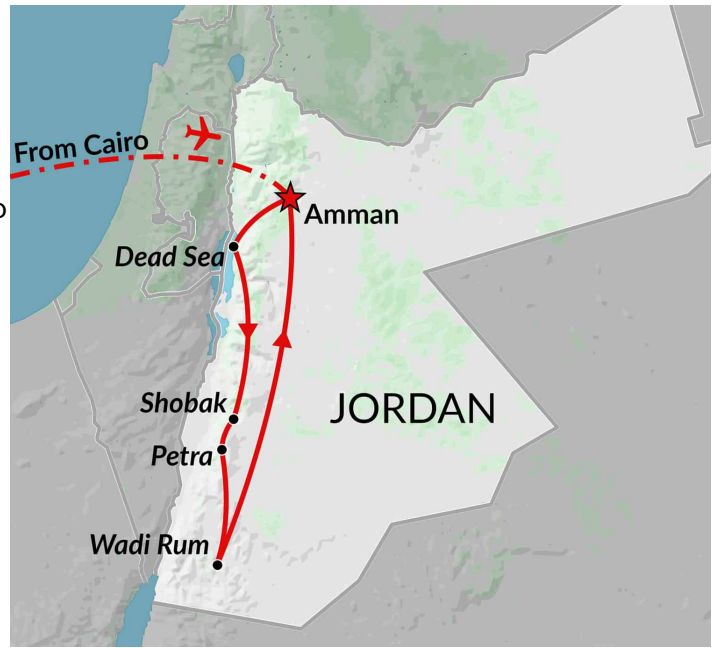 From Cairo
Amman
Dead Sea
Shobak
JORDAN
Petra
Wadi Rum